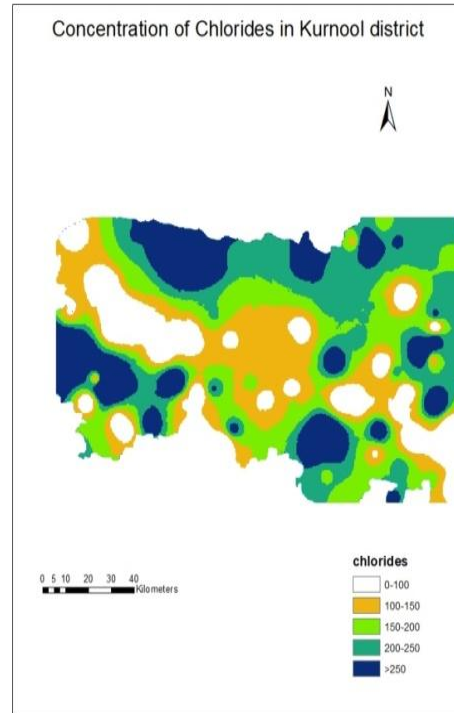 Concentration of Chlorides in Kurnool district
N
0 5 10 20 30 40
Kilometers
chlorides
0-100
100-150
150-200
200-250
>250